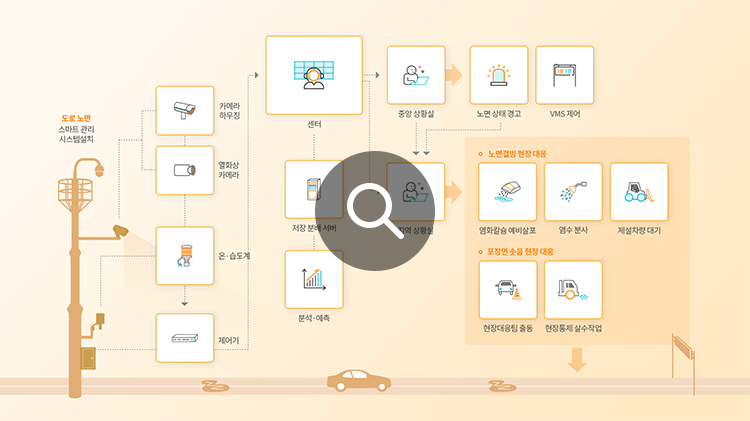 도로 노면
스마트 관리
시스템설치
카메라
하우징
열화상
카메라
온·습도계
제어기
센터
저장 분배 서버
분석·예측
중앙 상황실
노면 상태 경고
VMS 제어
지역 상황실
노면결빙 현장 대응
염화칼슘 예비살포
염수 분사
제설차량 대기
포장면 솟음 현장 대응
현장대응팀 출동
현장통제 살수작업